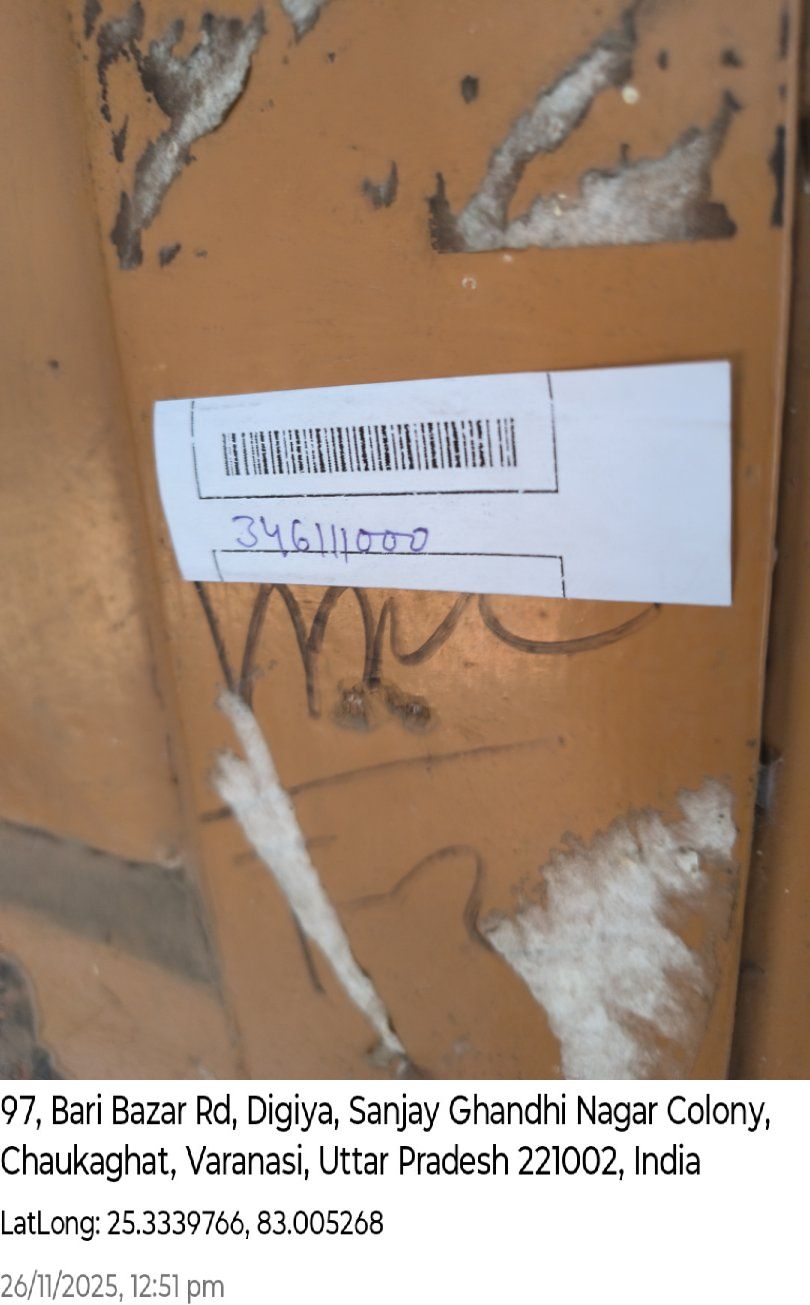 346111000
97, Bari Bazar Rd, Digiya, Sanjay Ghandhi Nagar Colony,
Chaukaghat, Varanasi, Uttar Pradesh 221002, India
LatLong: 25.3339766, 83.005268
26/11/2025, 12:51 pm